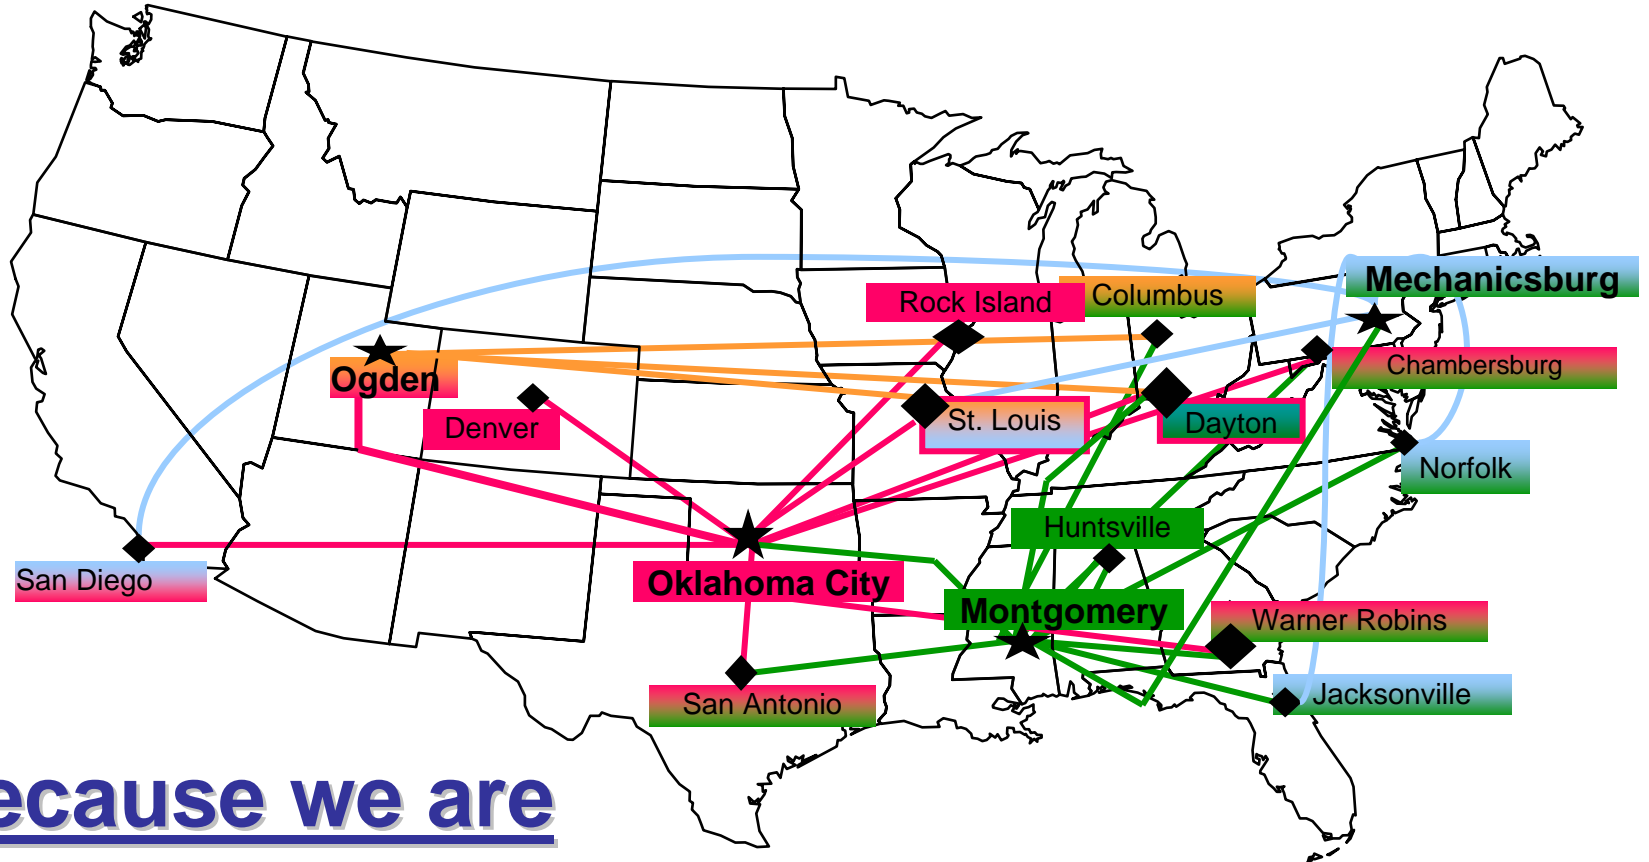 Mechanicsburg
Rock Island
Columbus
Chambersburg
Ogden
Denver
St. Louis
Dayton
Norfolk
Huntsville
San Diego
Oklahoma City
Montgomery
Warner Robins
San Antonio
Jacksonville
ecause we are